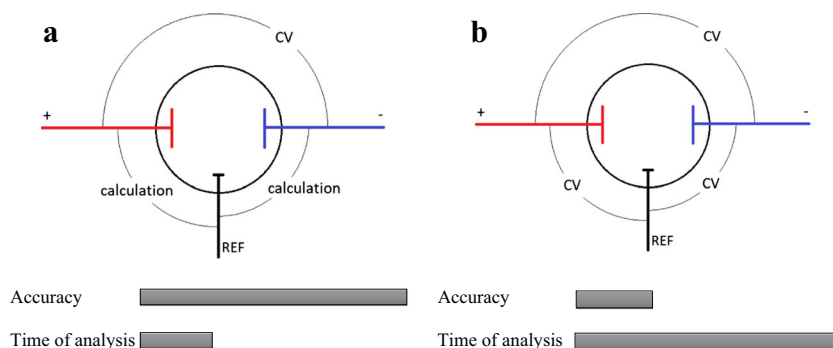 a
CV
+
-
calculation
calculation
REF
Accuracy
Time of analysis
b
CV
+
-
CV
CV
REF
Accuracy
Time of analysis